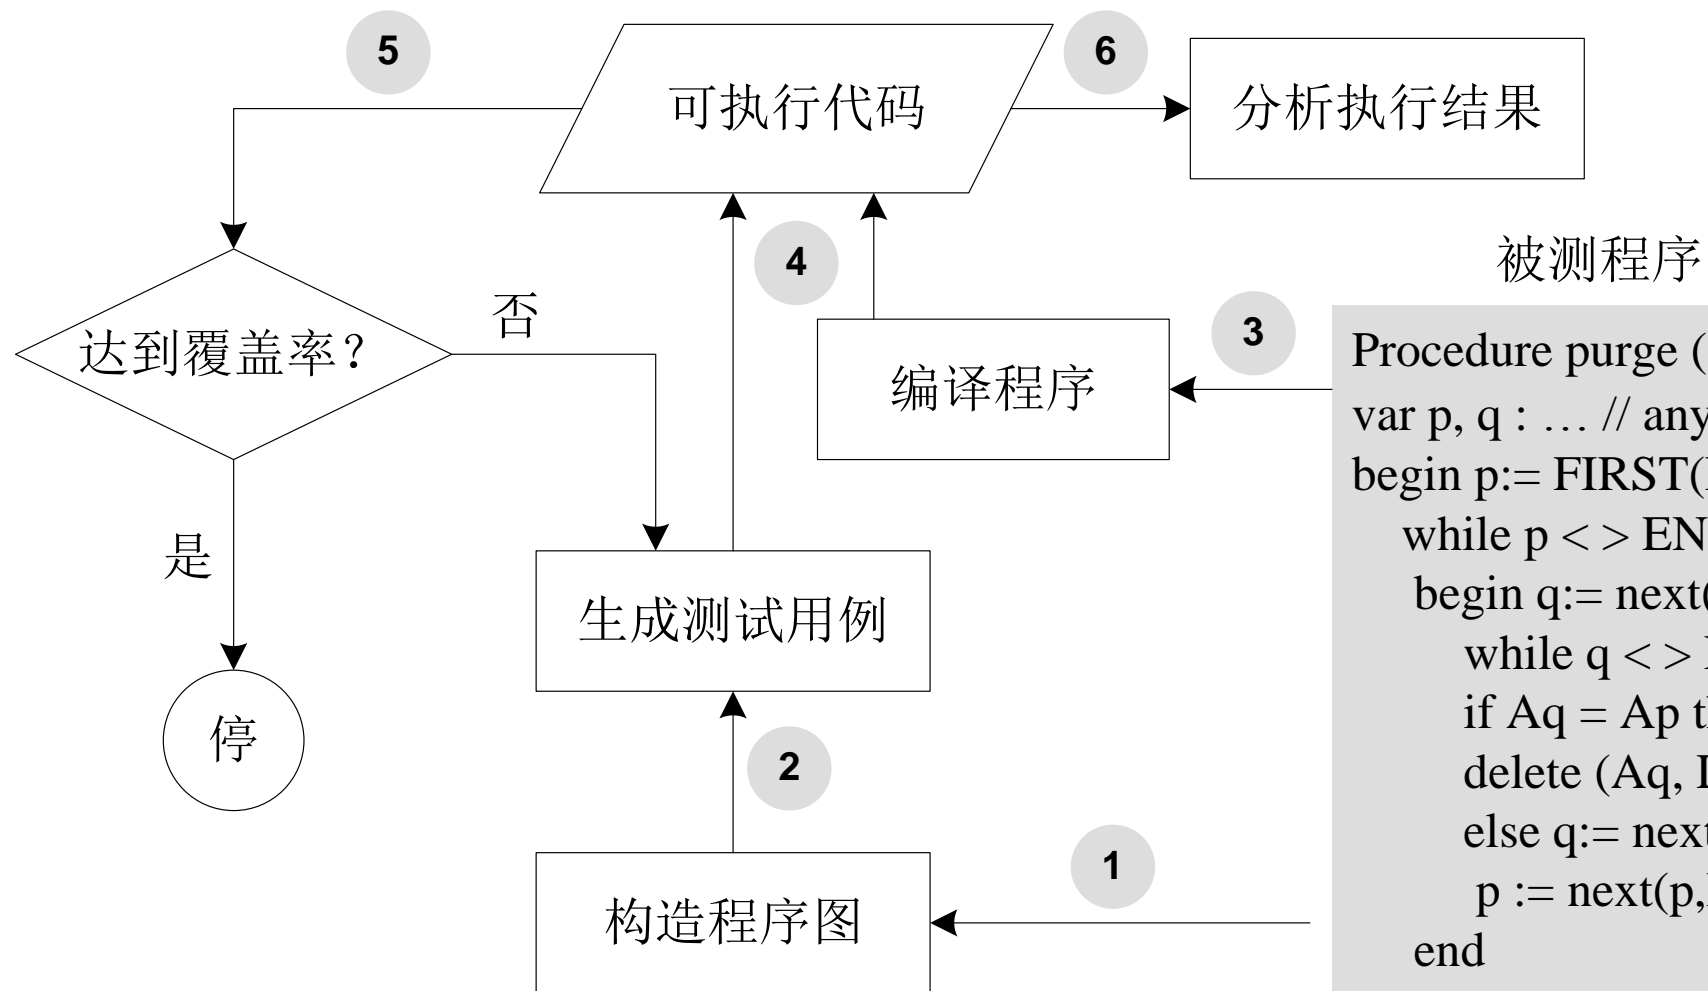 5
可执行代码
6
分析执行结果
4
被测程序
达到覆盖率？
否
编译程序
3
Procedure purge (
var p, q : … // any
begin p:= FIRST(
while p < > EN
begin q:= next(
while q < >
if Aq = Ap t
delete (Aq,
else q:= next
p := next(p,
end
是
生成测试用例
停
2
构造程序图
1